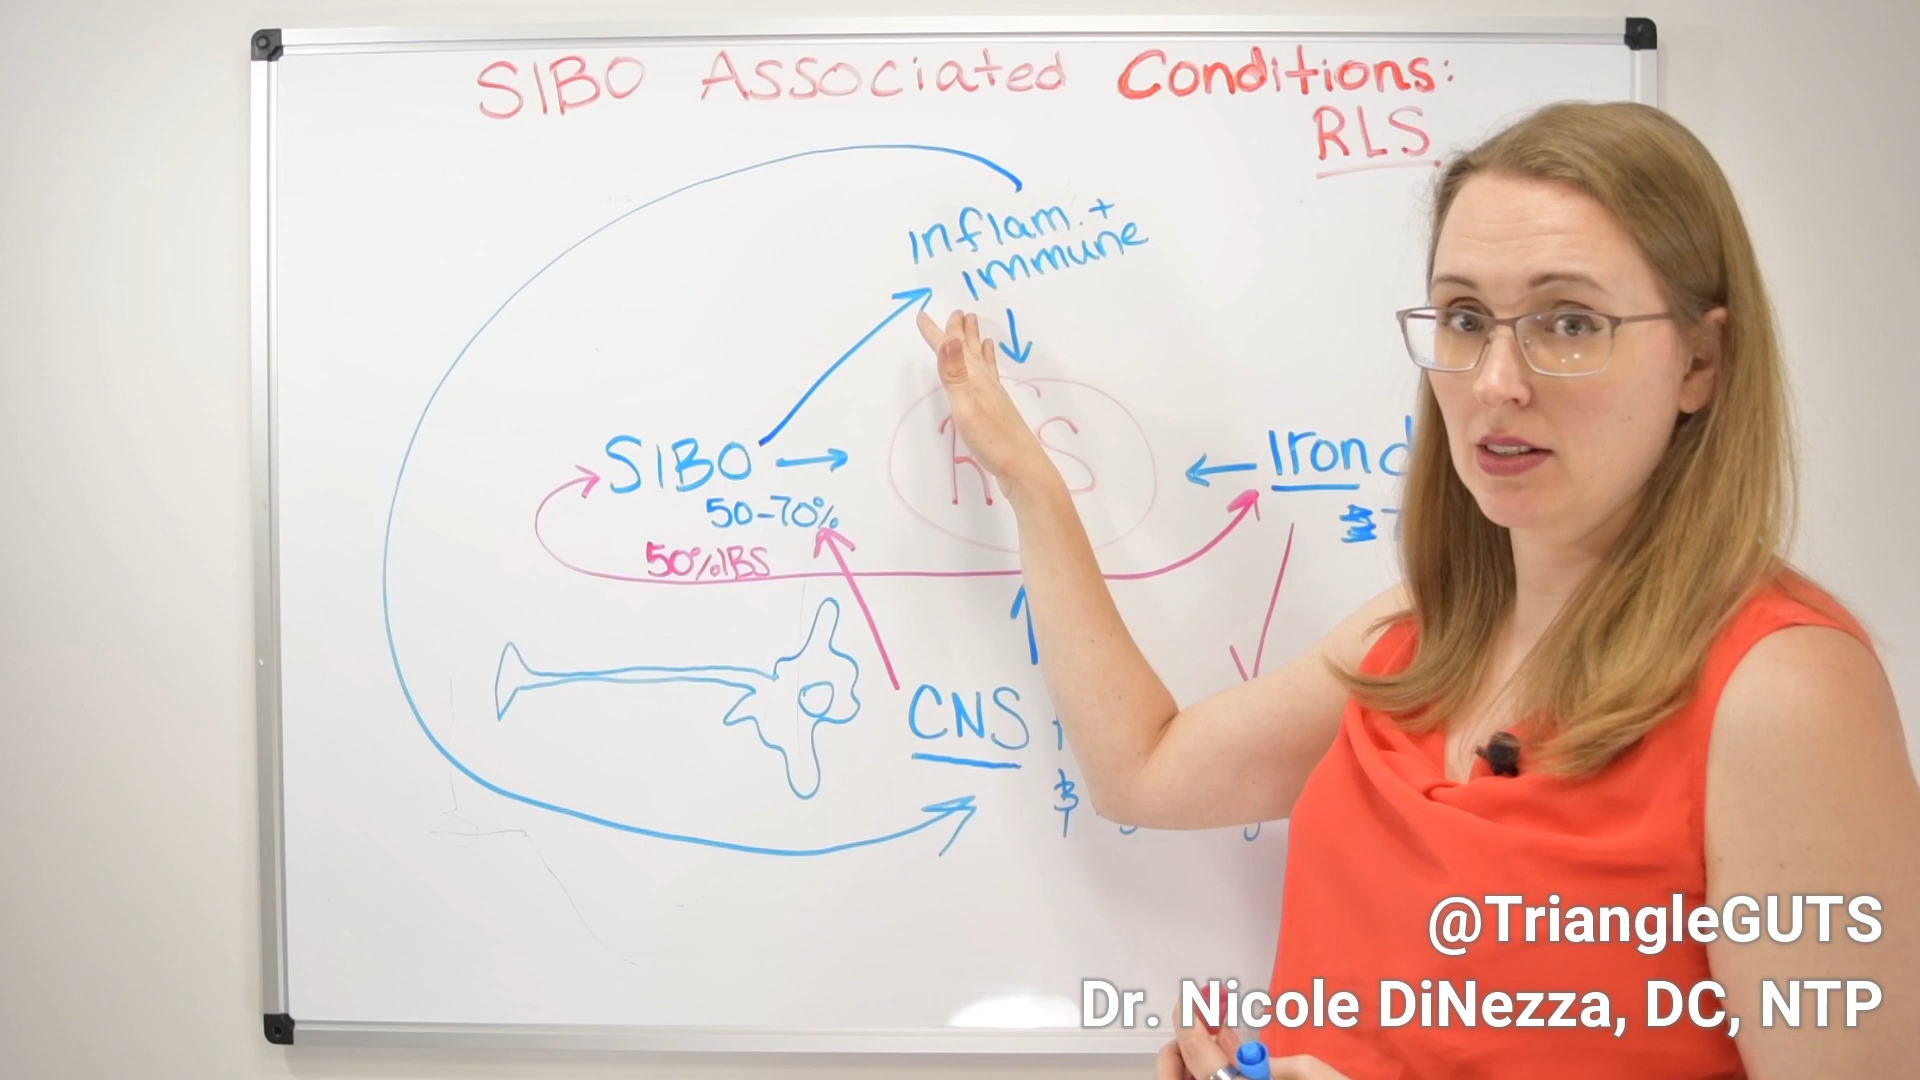 SIBO Associated Conditions:
RLS
Inflam. +
immune
SIBO
50-70%
50% IBS
Iron
CNS
@TriangleGUTS
Dr. Nicole DiNezza, DC, NTP